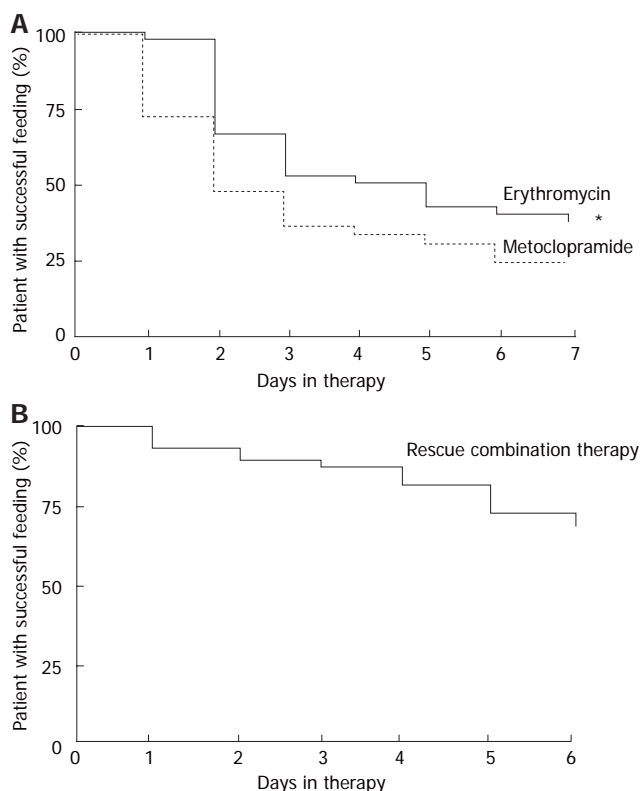 A
Patient with successful feeding (%)
100
75
50
25
0
Erythromycin
*
Metoclopramide
0 1 2 3 4 5 6 7
Days in therapy
B
Patient with successful feeding (%)
100
75
50
25
0
Rescue combination therapy
0 1 2 3 4 5 6
Days in therapy